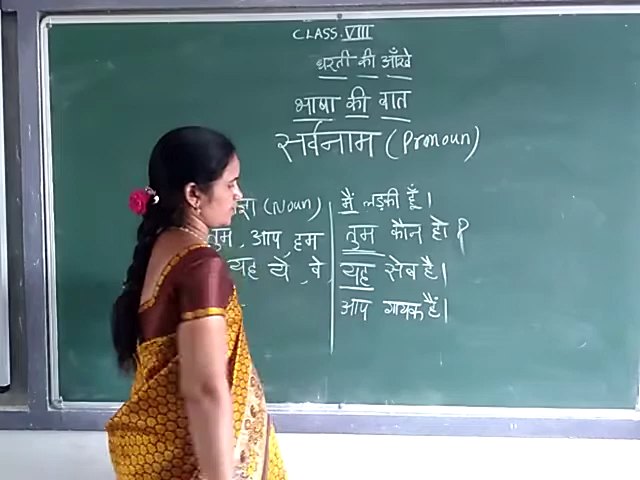 CLASS. VIII
धरती की आँखें
भाषा की बात
सर्वनाम (Pronoun)
(Noun)
तुम, आप, हम
यह ये, वे,
मैं लड़की हूँ।
तुम कौन हो?
यह सेब है।
आप गायक हैं।